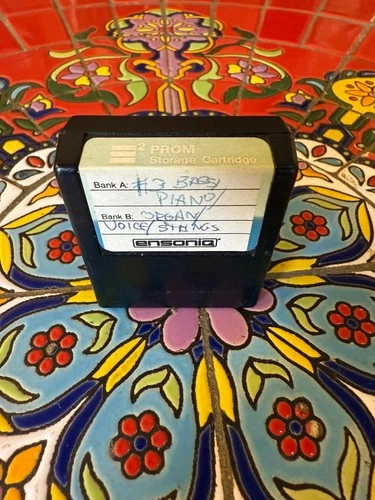 E² PROM
Storage Cartridge
Bank A: #3 BASS/
PIANO/
Bank B: ORGAN/
VOICE/STRINGS
ensoniq